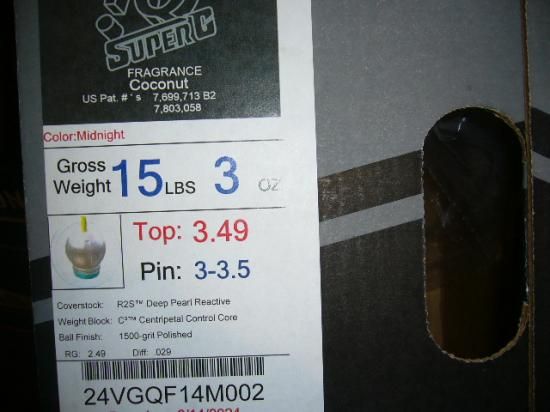 SUPER G
FRAGRANCE
Coconut
US Pat. #'s 7,699,713 B2
7,803,058
Color:Midnight
Gross Weight 15 LBS 3 OZ
Top: 3.49
Pin: 3-3.5
Coverstock: R2S™ Deep Pearl Reactive
Weight Block: C³™ Centripetal Control Core
Ball Finish: 1500-grit Polished
RG: 2.49 Diff: .029
24VGQF14M002